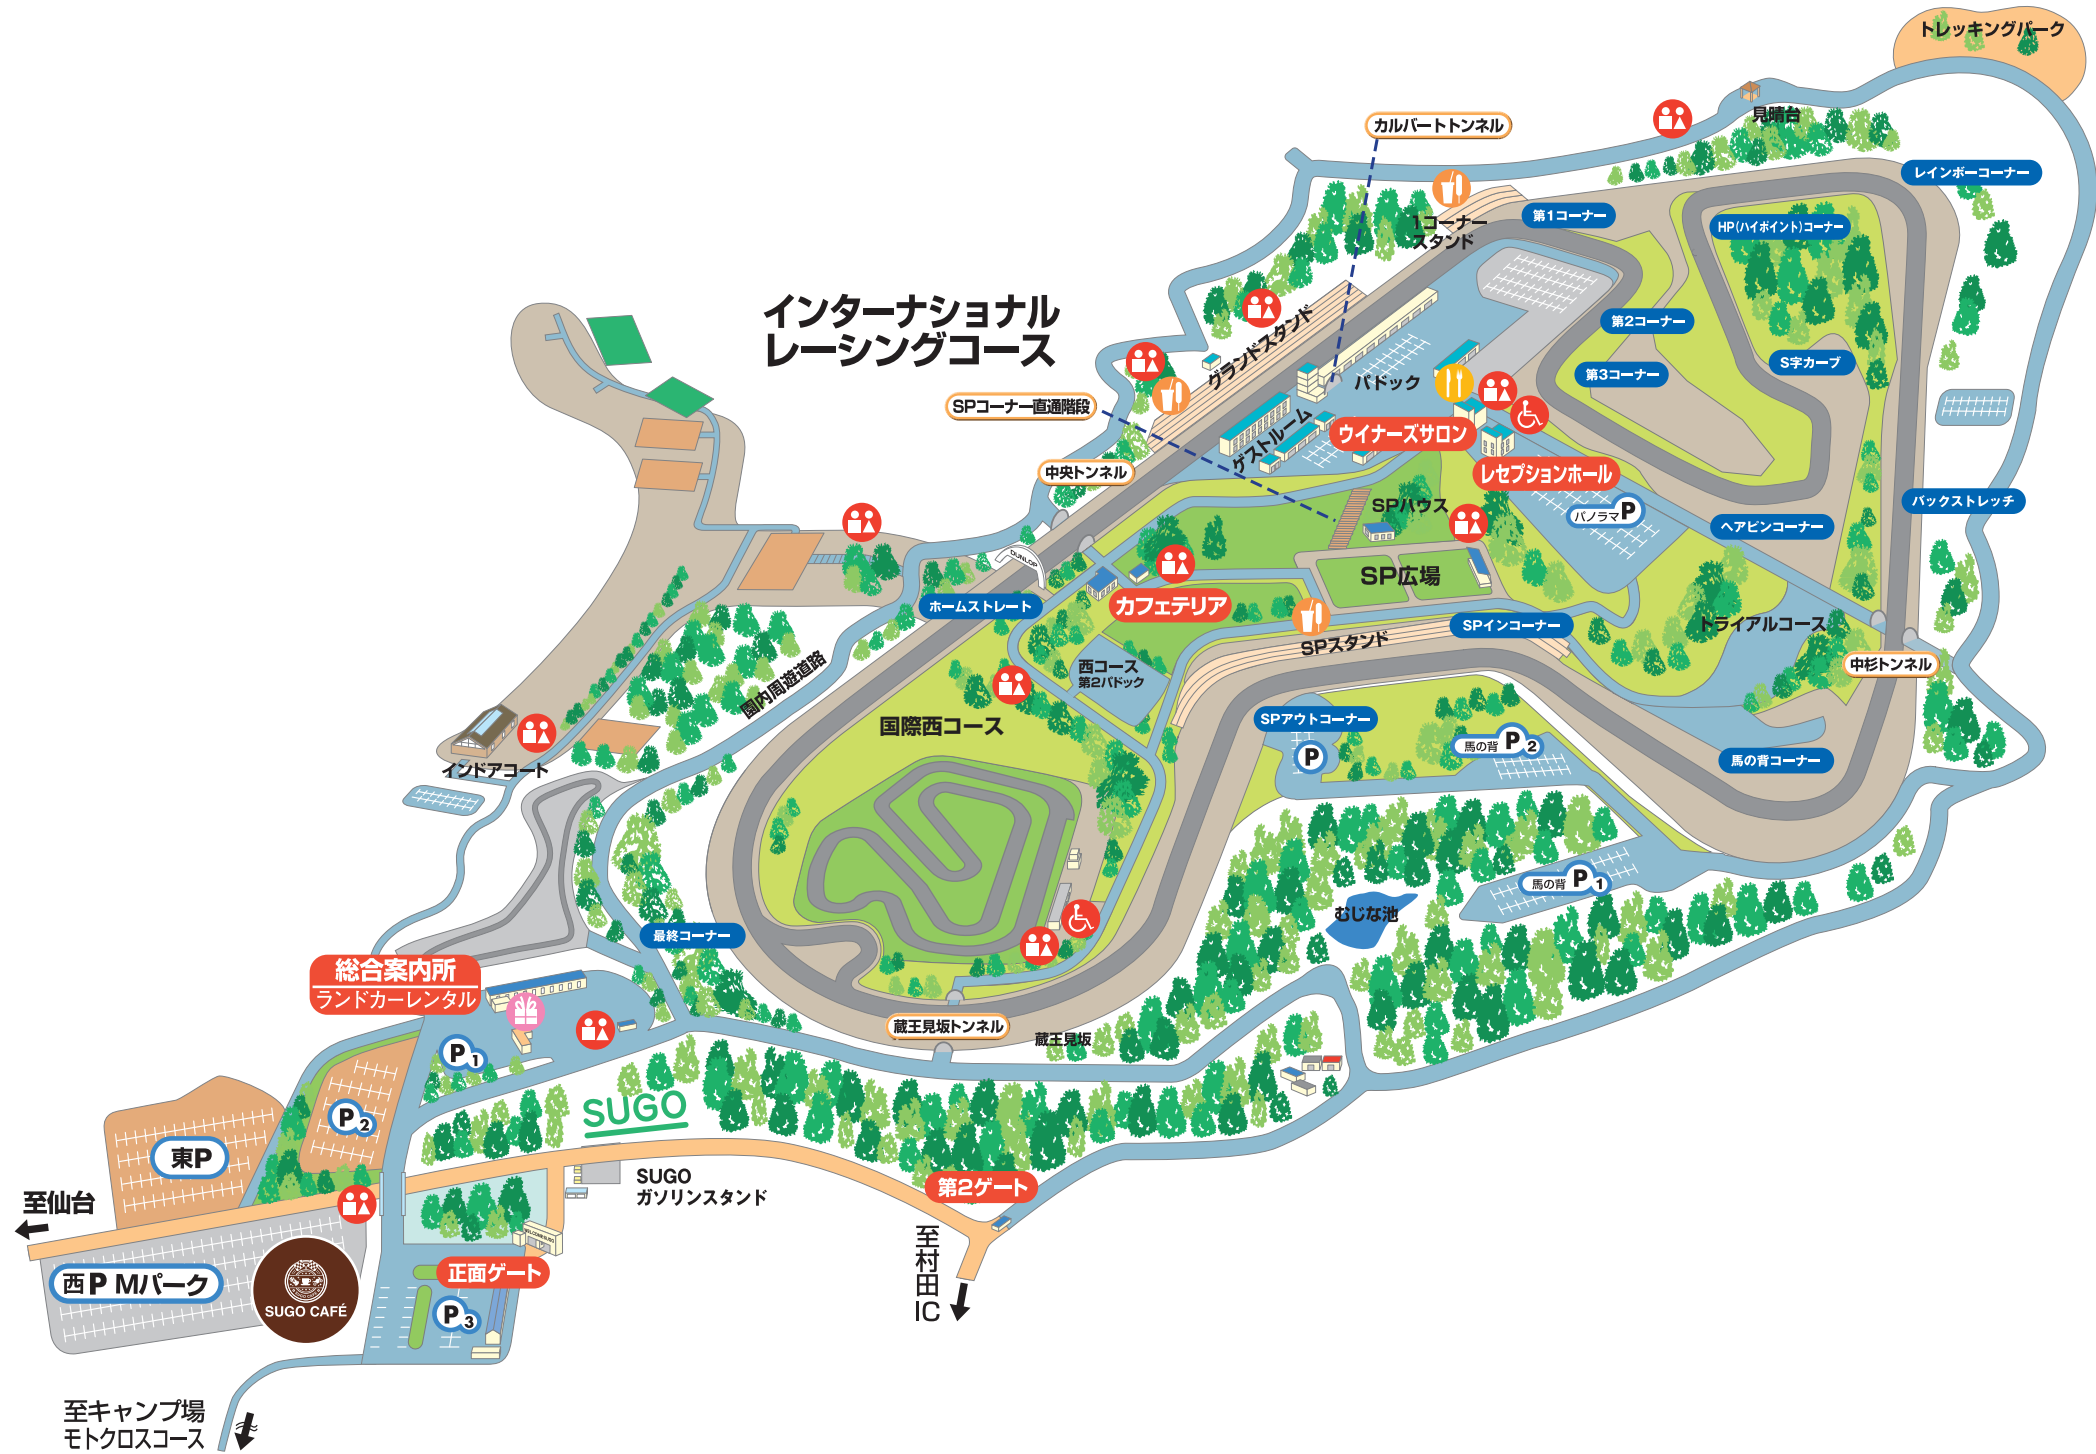 トレッキングパーク
見晴台
カルバートトンネル
レインボーコーナー
1コーナー
スタンド
第1コーナー
HP(ハイポイント)コーナー
インターナショナル
レーシングコース
グランドスタンド
第2コーナー
S字カーブ
第3コーナー
パドック
SPコーナー直通階段
ゲストルーム
ウイナーズサロン
レセプションホール
中央トンネル
SPハウス
パノラマP
バックストレッチ
ヘアピンコーナー
DUNLOP
SP広場
ホームストレート
カフェテリア
SPインコーナー
トライアルコース
SPスタンド
中杉トンネル
西コース
第2パドック
園内周遊道路
国際西コース
SPアウトコーナー
P
馬の背 P 2
馬の背コーナー
インドアコート
馬の背 P 1
むじな池
最終コーナー
総合案内所
ランドカーレンタル
蔵王見坂トンネル
蔵王見坂
P1
P2
SUGO
東P
SUGO
ガソリンスタンド
第2ゲート
至仙台
WELCOME SUGO
至村田IC
西P Mパーク
SUGO CAFÉ
正面ゲート
P3
至キャンプ場
モトクロスコース